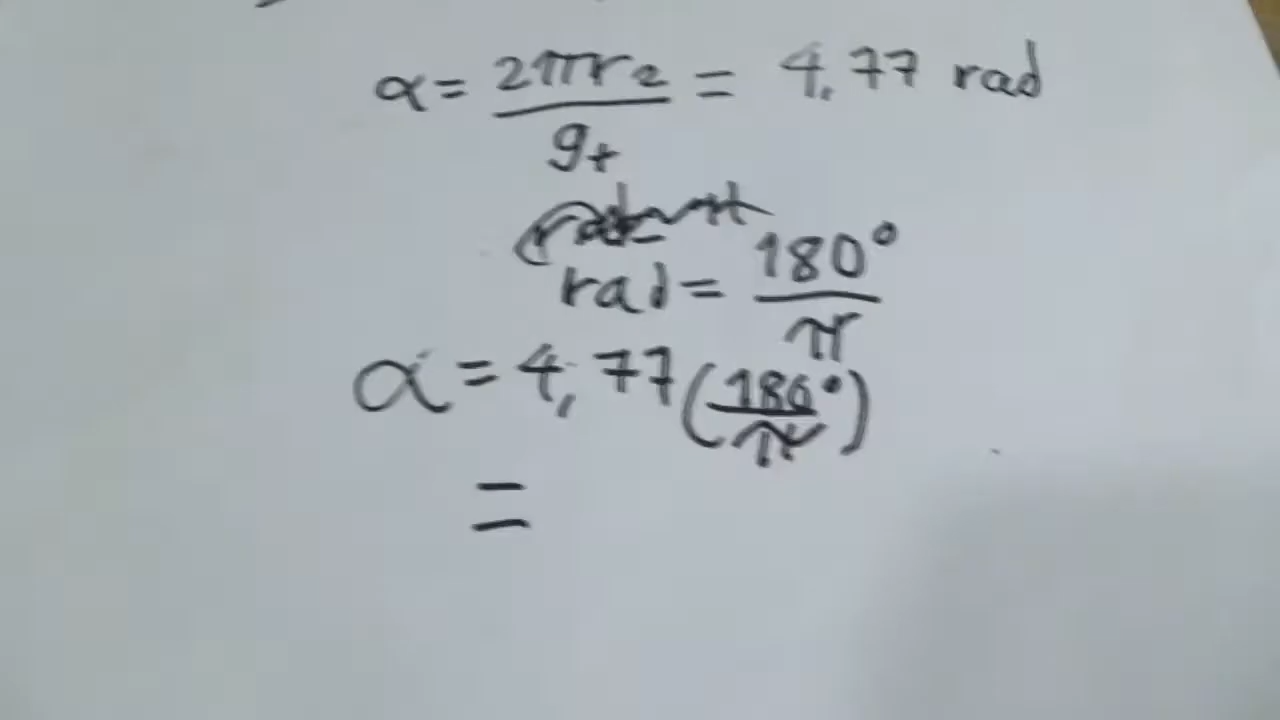 α = 2πr₂ / g₊ = 4,77 rad
rad = 180° / π
α = 4,77 (180° / π)
=